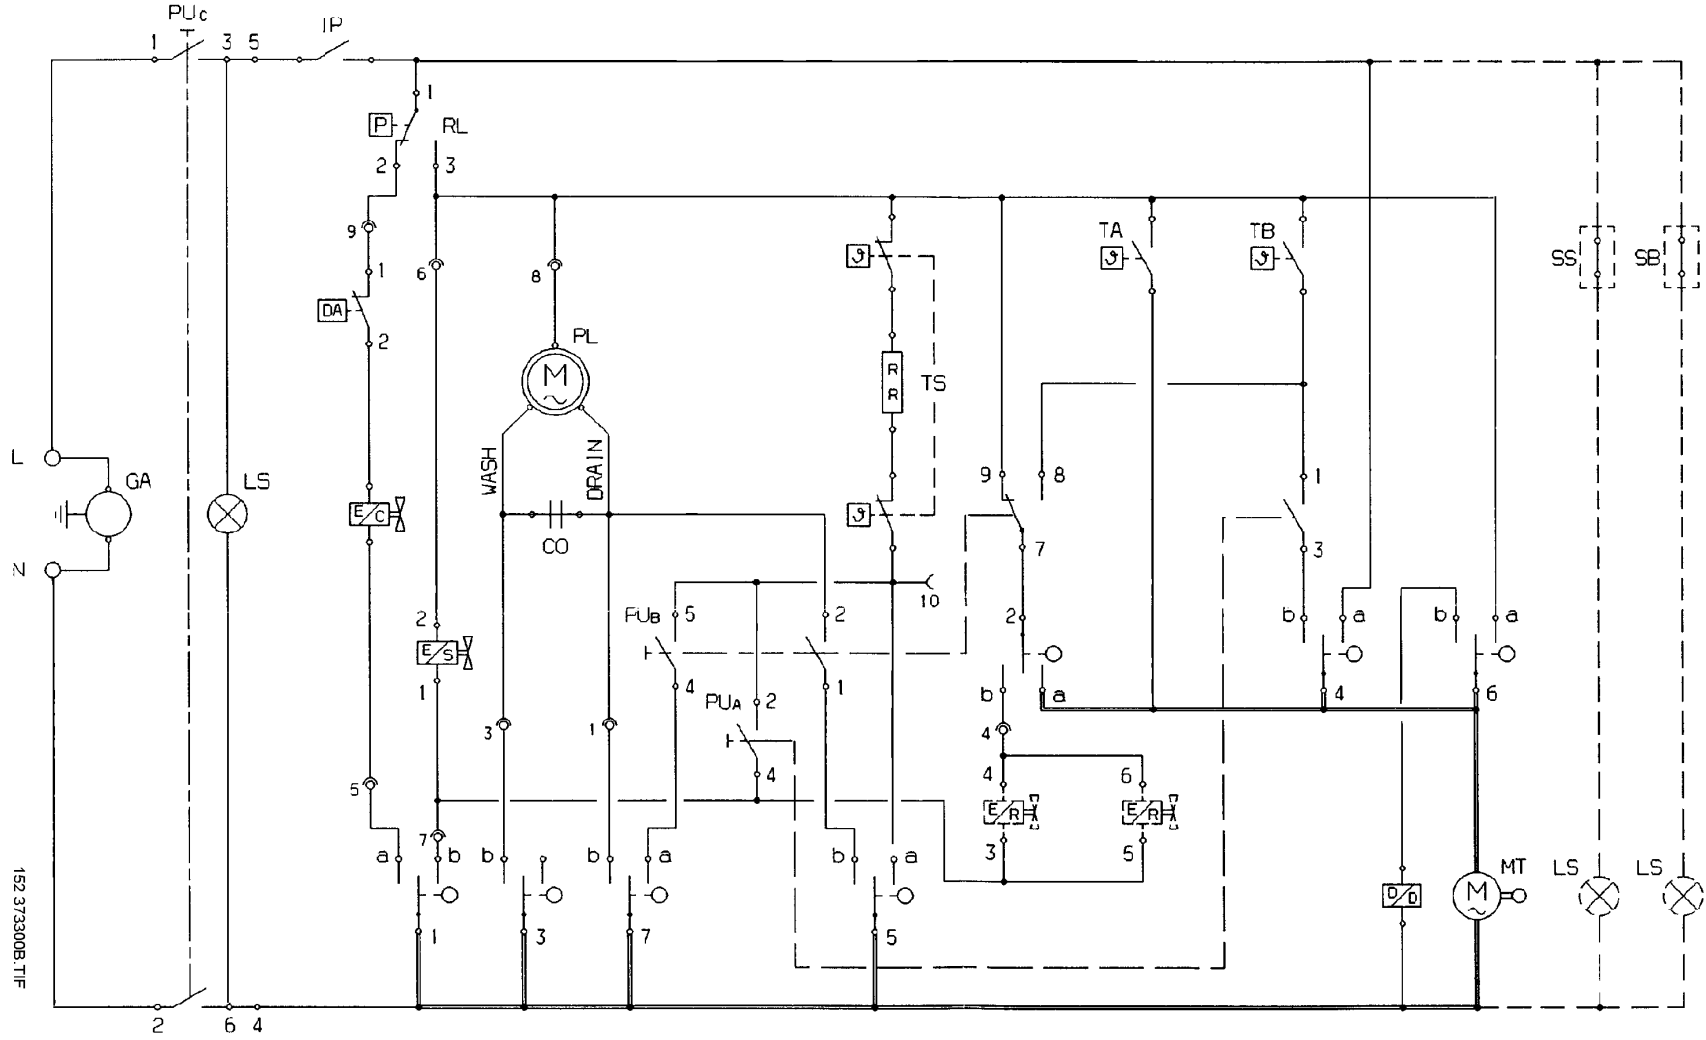 PUc
IP
1
3 5
1
P
RL
2
3
9
TA
TB
SS
SB
1
6
8
ϑ
ϑ
ϑ
DA
2
PL
M
R
R
TS
WASH
DRAIN
9
8
1
L
GA
LS
E
C
ϑ
CO
7
3
N
10
2
PUB
5
2
2
b
a
b
a
E
S
1
4
1
b
a
4
6
PUA
2
3
1
4
4
5
4
6
E
R
E
R
7
3
5
MT
LS
LS
a
b
b
b
a
b
a
D
D
M
1
3
7
5
2
6
4
152 373300B.TIF